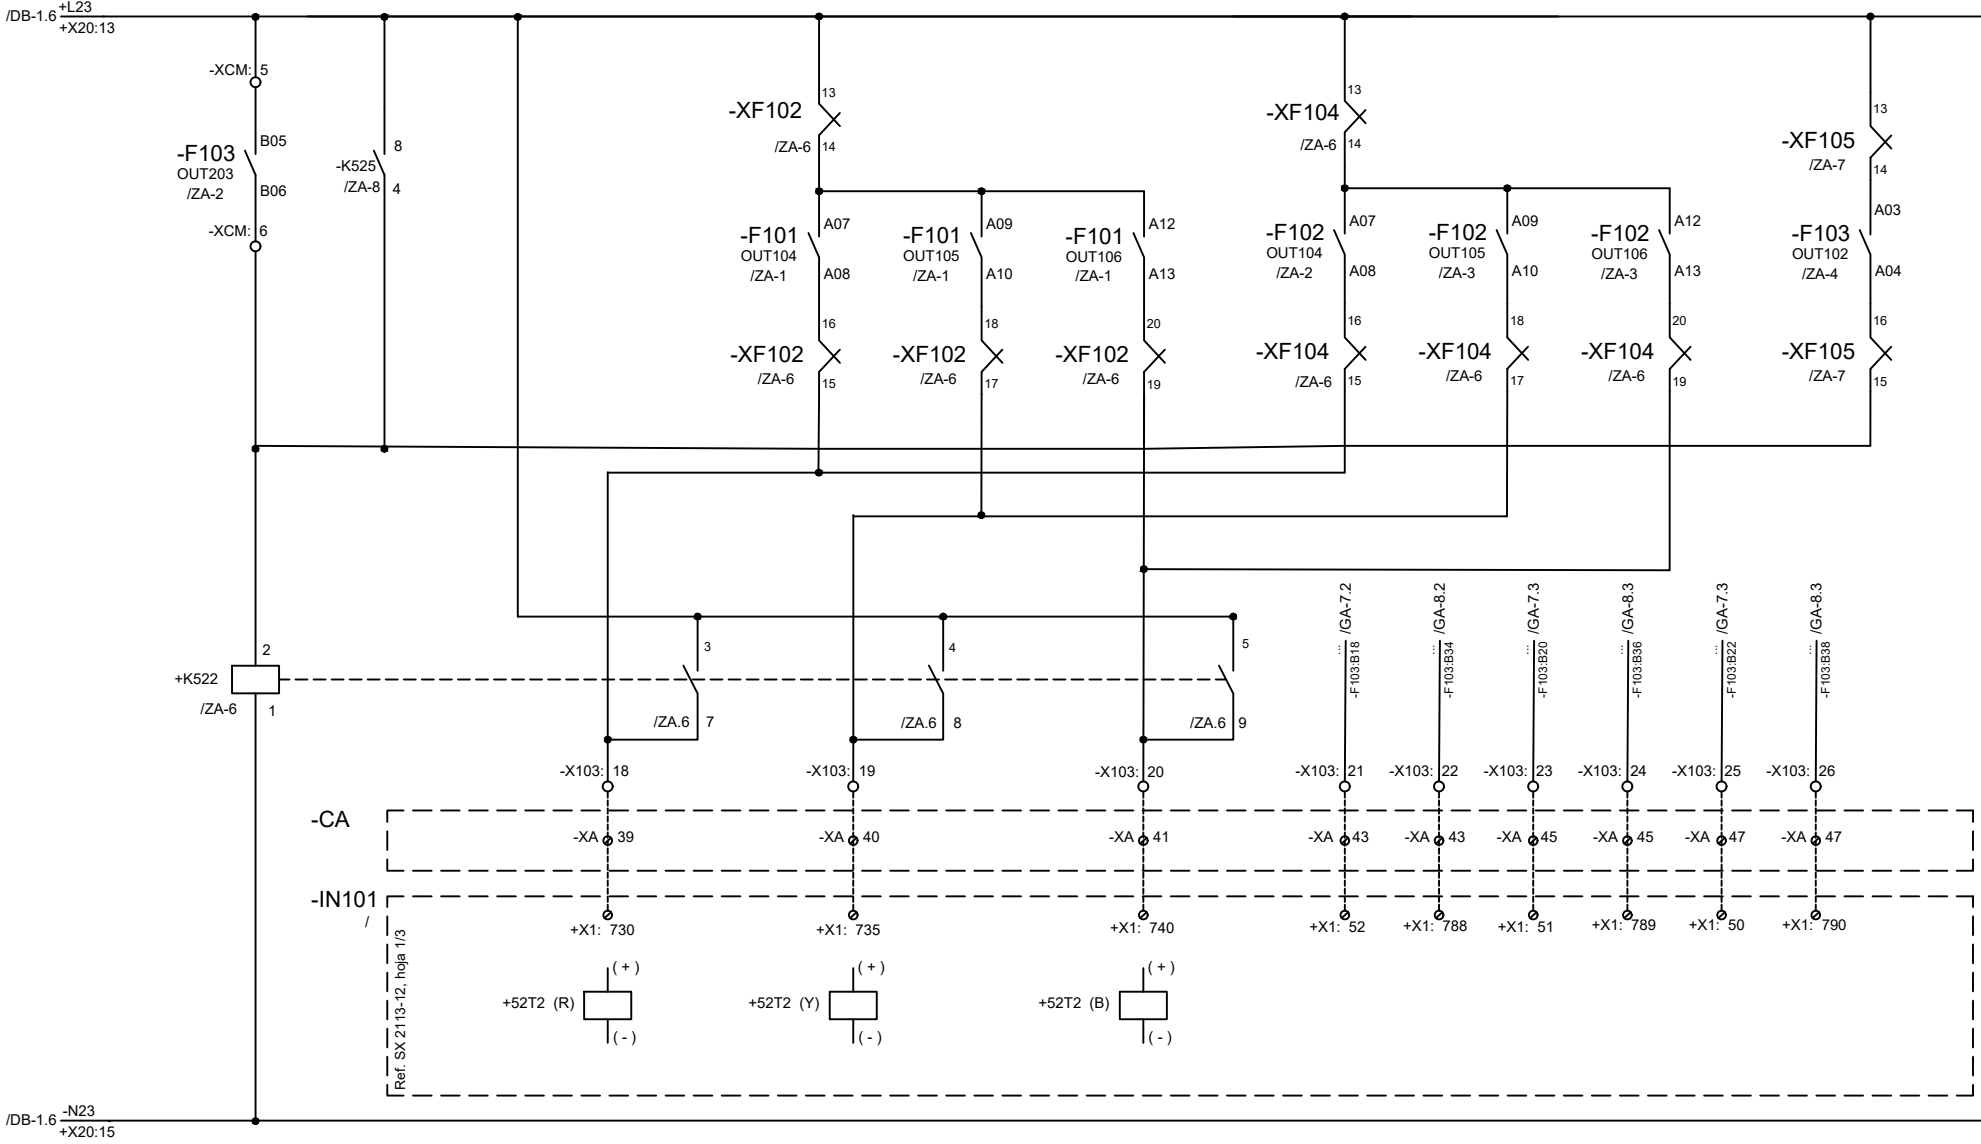 /DB-1.6 +L23
+X20:13
-XCM: 5
-F103 B05
OUT203
/ZA-2 B06
-XCM: 6
8
-K525
/ZA-8 4
13
-XF102
/ZA-6 14
13
-XF104
/ZA-6 14
13
-XF105
/ZA-7
14
A07
-F101
OUT104
/ZA-1 A08
A09
-F101
OUT105
/ZA-1 A10
A12
-F101
OUT106
/ZA-1 A13
A07
-F102
OUT104
/ZA-2 A08
A09
-F102
OUT105
/ZA-3 A10
A12
-F102
OUT106
/ZA-3 A13
A03
-F103
OUT102
/ZA-4 A04
16
-XF102
/ZA-6 15
18
-XF102
/ZA-6 17
20
-XF102
/ZA-6 19
16
-XF104
/ZA-6 15
18
-XF104
/ZA-6 17
20
-XF104
/ZA-6 19
16
-XF105
/ZA-7 15
2
+K522
/ZA-6 1
3
/ZA.6 7
4
/ZA.6 8
5
/ZA.6 9
... /GA-7.2
-F103:B18
... /GA-8.2
-F103:B34
... /GA-7.3
-F103:B20
... /GA-8.3
-F103:B36
... /GA-7.3
-F103:B22
... /GA-8.3
-F103:B38
-X103: 18 -X103: 19 -X103: 20 -X103: 21 -X103: 22 -X103: 23 -X103: 24 -X103: 25 -X103: 26
-CA
-XA 39 -XA 40 -XA 41 -XA 43 -XA 43 -XA 45 -XA 45 -XA 47 -XA 47
-IN101
/
+X1: 730 +X1: 735 +X1: 740 +X1: 52 +X1: 788 +X1: 51 +X1: 789 +X1: 50 +X1: 790
Ref. SX 2113-12, hoja 1/3
(+)
+52T2 (R)
(-)
(+)
+52T2 (Y)
(-)
(+)
+52T2 (B)
(-)
/DB-1.6 -N23
+X20:15